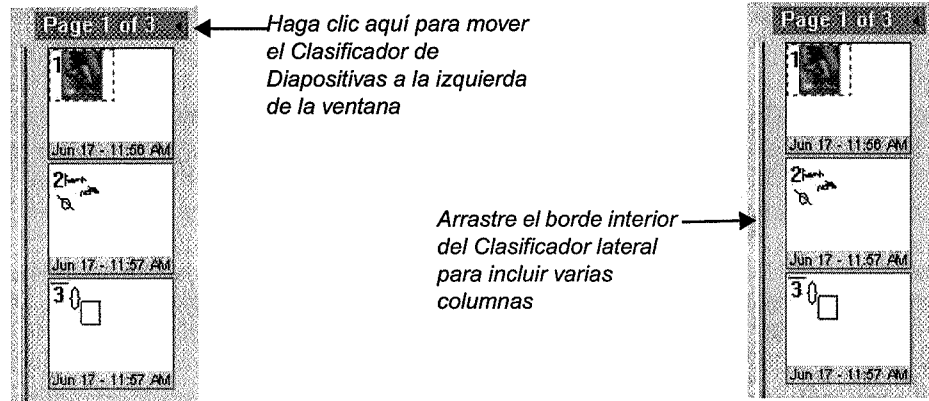 Page 1 of 3
1
Jun 17 - 11:56 AM
2
Jun 17 - 11:57 AM
3
Jun 17 - 11:57 AM
Haga clic aquí para mover
el Clasificador de
Diapositivas a la izquierda
de la ventana
Arrastre el borde interior
del Clasificador lateral
para incluir varias
columnas
Page 1 of 3
1
Jun 17 - 11:56 AM
2
Jun 17 - 11:57 AM
3
Jun 17 - 11:57 AM